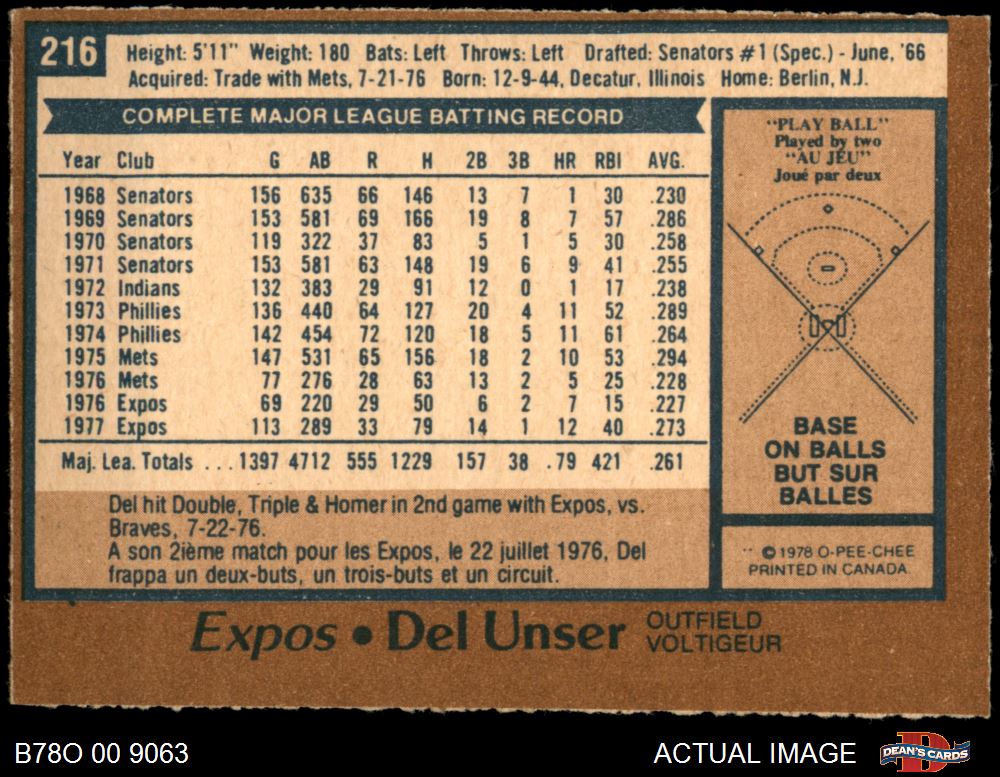 216
Height: 5'11" Weight: 180 Bats: Left Throws: Left Drafted: Senators #1 (Spec.) - June, '66
Acquired: Trade with Mets, 7-21-76 Born: 12-9-44, Decatur, Illinois Home: Berlin, N.J.
COMPLETE MAJOR LEAGUE BATTING RECORD
Year Club G AB R H 2B 3B HR RBI AVG.
1968 Senators 156 635 66 146 13 7 1 30 .230
1969 Senators 153 581 69 166 19 8 7 57 .286
1970 Senators 119 322 37 83 5 1 5 30 .258
1971 Senators 153 581 63 148 19 6 9 41 .255
1972 Indians 132 383 29 91 12 0 1 17 .238
1973 Phillies 136 440 64 127 20 4 11 52 .289
1974 Phillies 142 454 72 120 18 5 11 61 .264
1975 Mets 147 531 65 156 18 2 10 53 .294
1976 Mets 77 276 28 63 13 2 5 25 .228
1976 Expos 69 220 29 50 6 2 7 15 .227
1977 Expos 113 289 33 79 14 1 12 40 .273
Maj. Lea. Totals ... 1397 4712 555 1229 157 38 .79 421 .261
Del hit Double, Triple & Homer in 2nd game with Expos, vs.
Braves, 7-22-76.
A son 2ième match pour les Expos, le 22 juillet 1976, Del
frappa un deux-buts, un trois-buts et un circuit.
"PLAY BALL"
Played by two
"AU JEU"
Joué par deux
BASE
ON BALLS
BUT SUR
BALLES
© 1978 O-PEE-CHEE
PRINTED IN CANADA.
Expos • Del Unser OUTFIELD
VOLTIGEUR
B78O 00 9063
ACTUAL IMAGE
DEAN'S CARDS